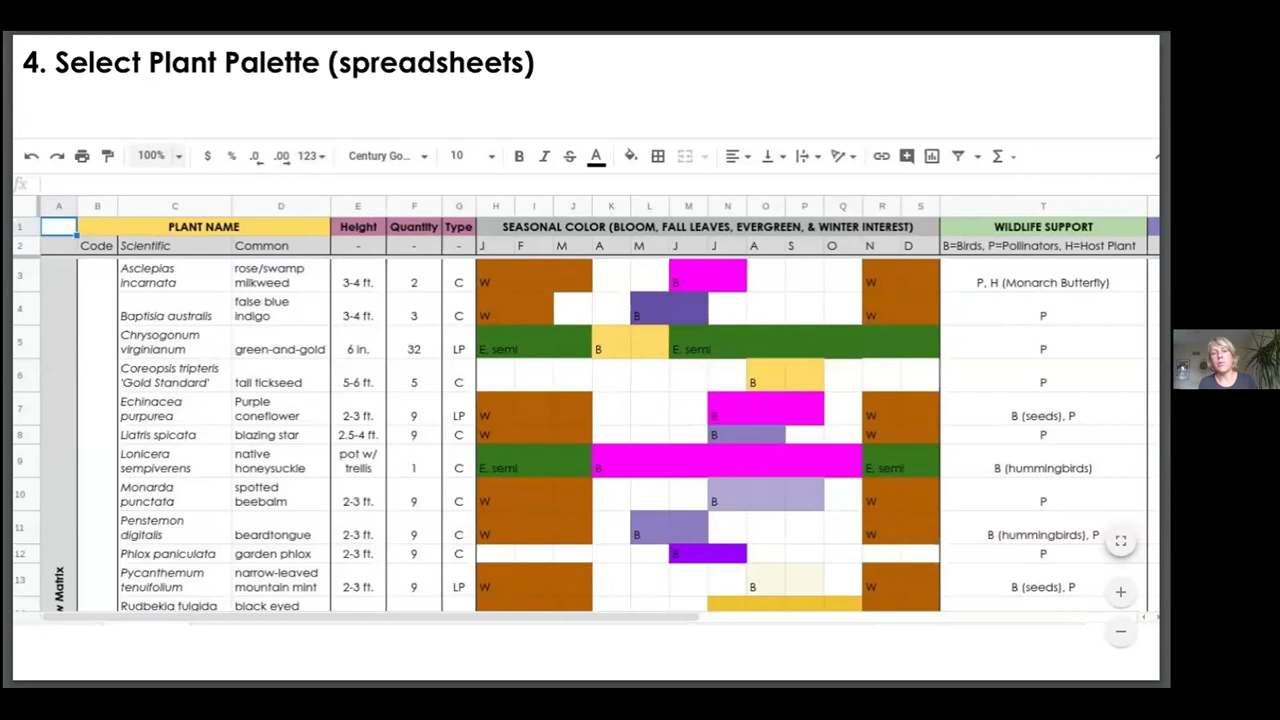 4. Select Plant Palette (spreadsheets)
100% $ % .0 .00 123 Century Go... 10 B I S A Σ
fx
A B C D E F G H I J K L M N O P Q R S T
1 PLANT NAME Height Quantity Type SEASONAL COLOR (BLOOM, FALL LEAVES, EVERGREEN, & WINTER INTEREST) WILDLIFE SUPPORT
2 Code Scientific Common - - - J F M A M J J A S O N D B=Birds, P=Pollinators, H=Host Plant
3 Asclepias incarnata rose/swamp milkweed 3-4 ft. 2 C W B W P, H (Monarch Butterfly)
4 Baptisia australis false blue indigo 3-4 ft. 3 C W B W P
5 Chrysogonum virginianum green-and-gold 6 in. 32 LP E, semi B E, semi P
6 Coreopsis tripteris 'Gold Standard' tall tickseed 5-6 ft. 5 C B P
7 Echinacea purpurea Purple coneflower 2-3 ft. 9 LP W B W B (seeds), P
8 Liatris spicata blazing star 2.5-4 ft. 9 C W B W P
9 Lonicera sempiverens native honeysuckle pot w/ trellis 1 C E, semi B E, semi B (hummingbirds)
10 Monarda punctata spotted beebalm 2-3 ft. 9 C W B W P
11 Penstemon digitalis beardtongue 2-3 ft. 9 C W B W B (hummingbirds), P
12 Phlox paniculata garden phlox 2-3 ft. 9 C B P
13 Pycanthemum tenuifolium narrow-leaved mountain mint 2-3 ft. 9 LP W B W B (seeds), P
Rudbekia fulgida black eyed
w Matrix